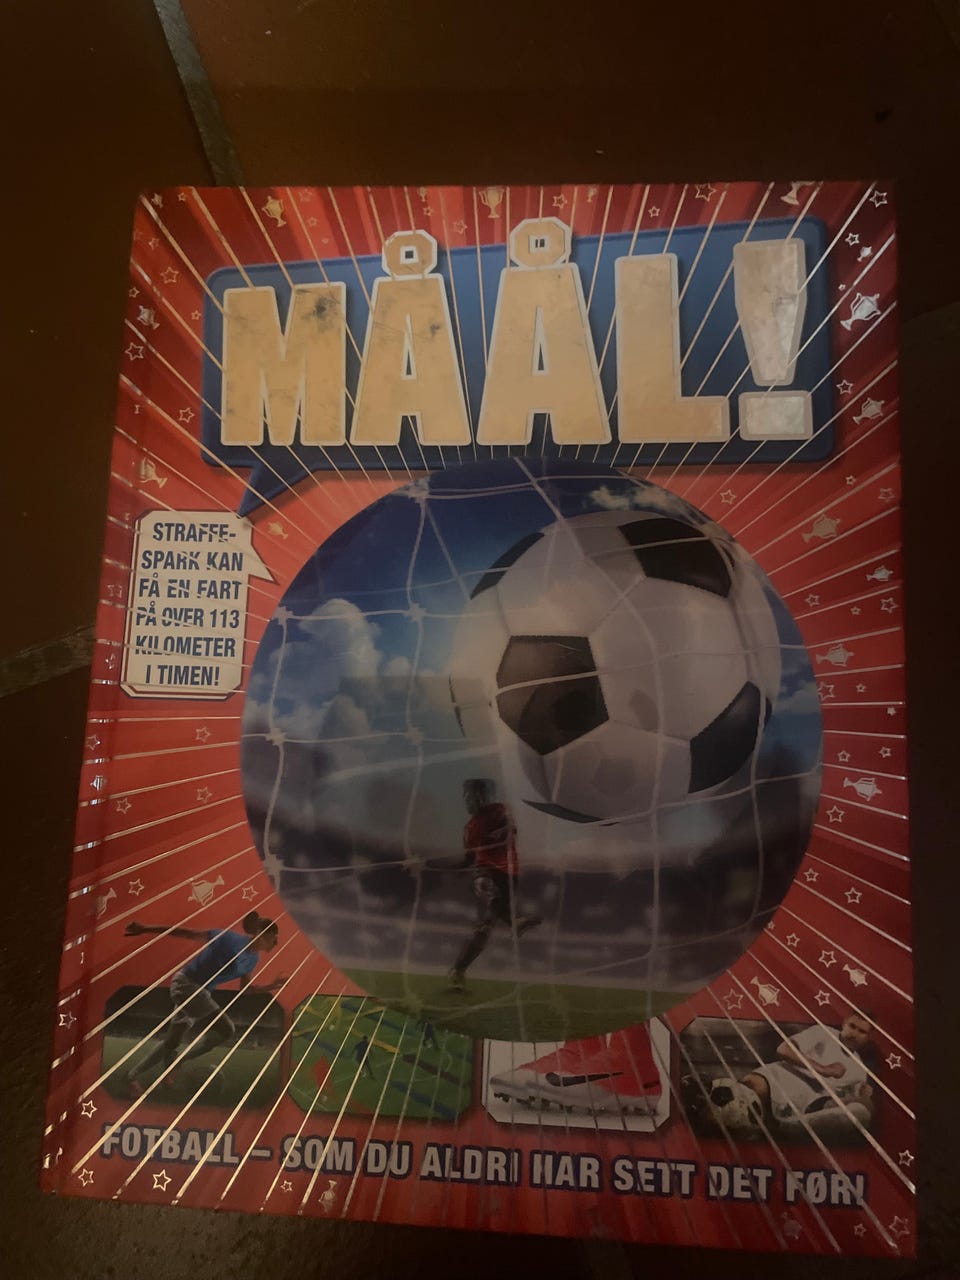 MÅÅL!
STRAFFE-
SPARK KAN
FÅ EN FART
PÅ OVER 113
KILOMETER
I TIMEN!
FOTBALL – SOM DU ALDRI HAR SETT DET FØR!